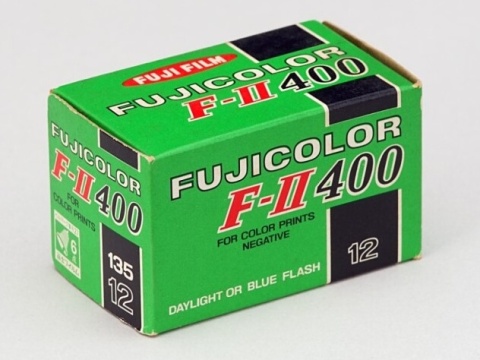 FUJI FILM
FUJICOLOR
F-II 400
FUJICOLOR
F-II 400
FOR COLOR PRINTS
NEGATIVE
12
DAYLIGHT OR BLUE FLASH
FUJICOLOR
F-II 400
FOR
COLOR PRINTS
6
135
12